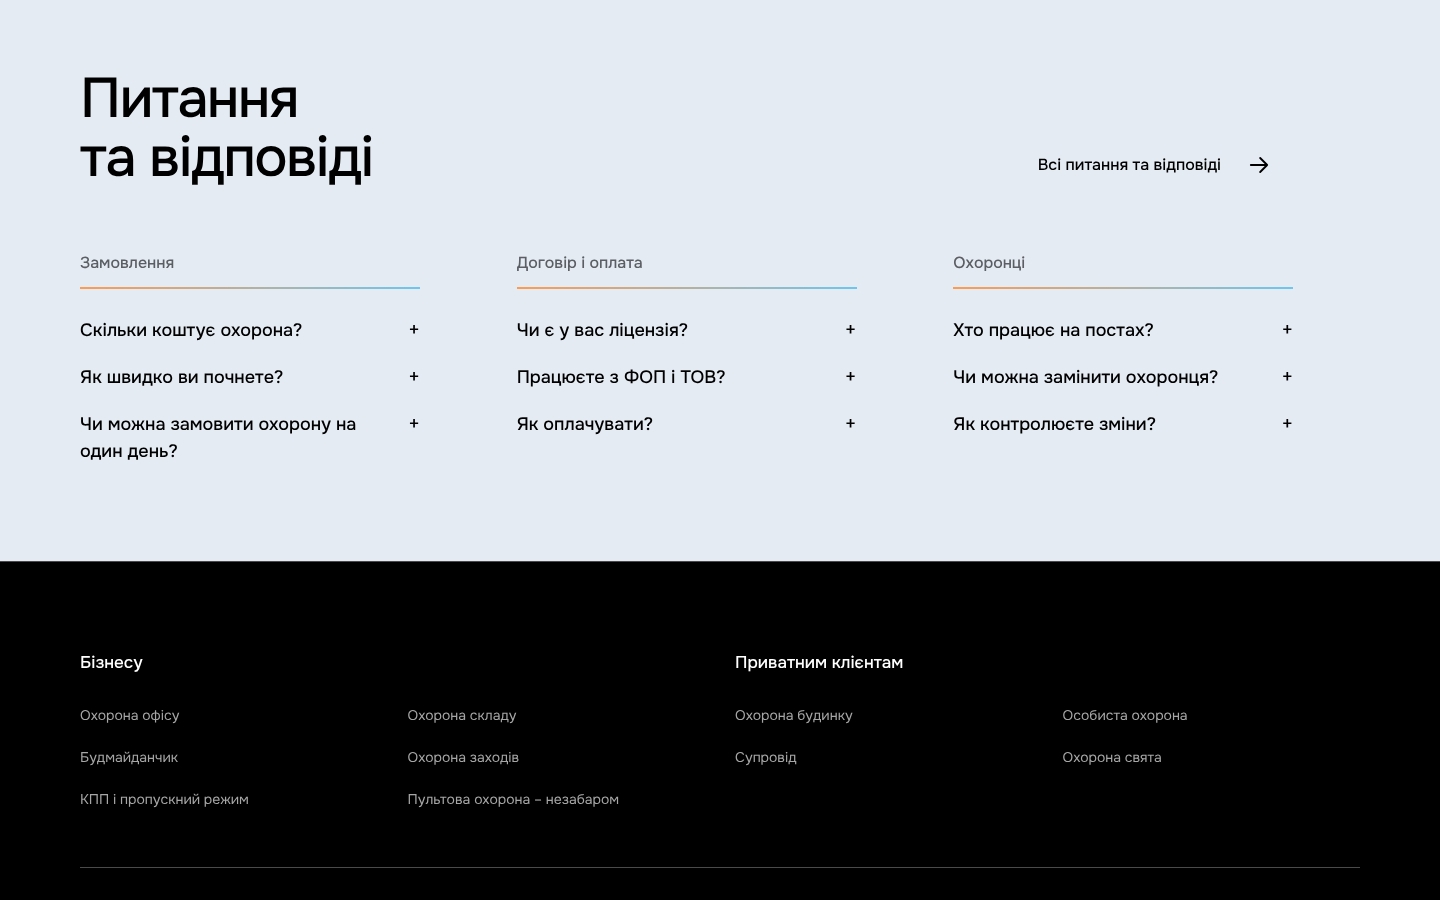 Питання
та відповіді
Всі питання та відповіді
Замовлення
Скільки коштує охорона? +
Як швидко ви почнете? +
Чи можна замовити охорону на +
один день?
Договір і оплата
Чи є у вас ліцензія? +
Працюєте з ФОП і ТОВ? +
Як оплачувати? +
Охоронці
Хто працює на постах? +
Чи можна замінити охоронця? +
Як контролюєте зміни? +
Бізнесу
Охорона офісу
Охорона складу
Будмайданчик
Охорона заходів
КПП і пропускний режим
Пультова охорона – незабаром
Приватним клієнтам
Охорона будинку
Особиста охорона
Супровід
Охорона свята